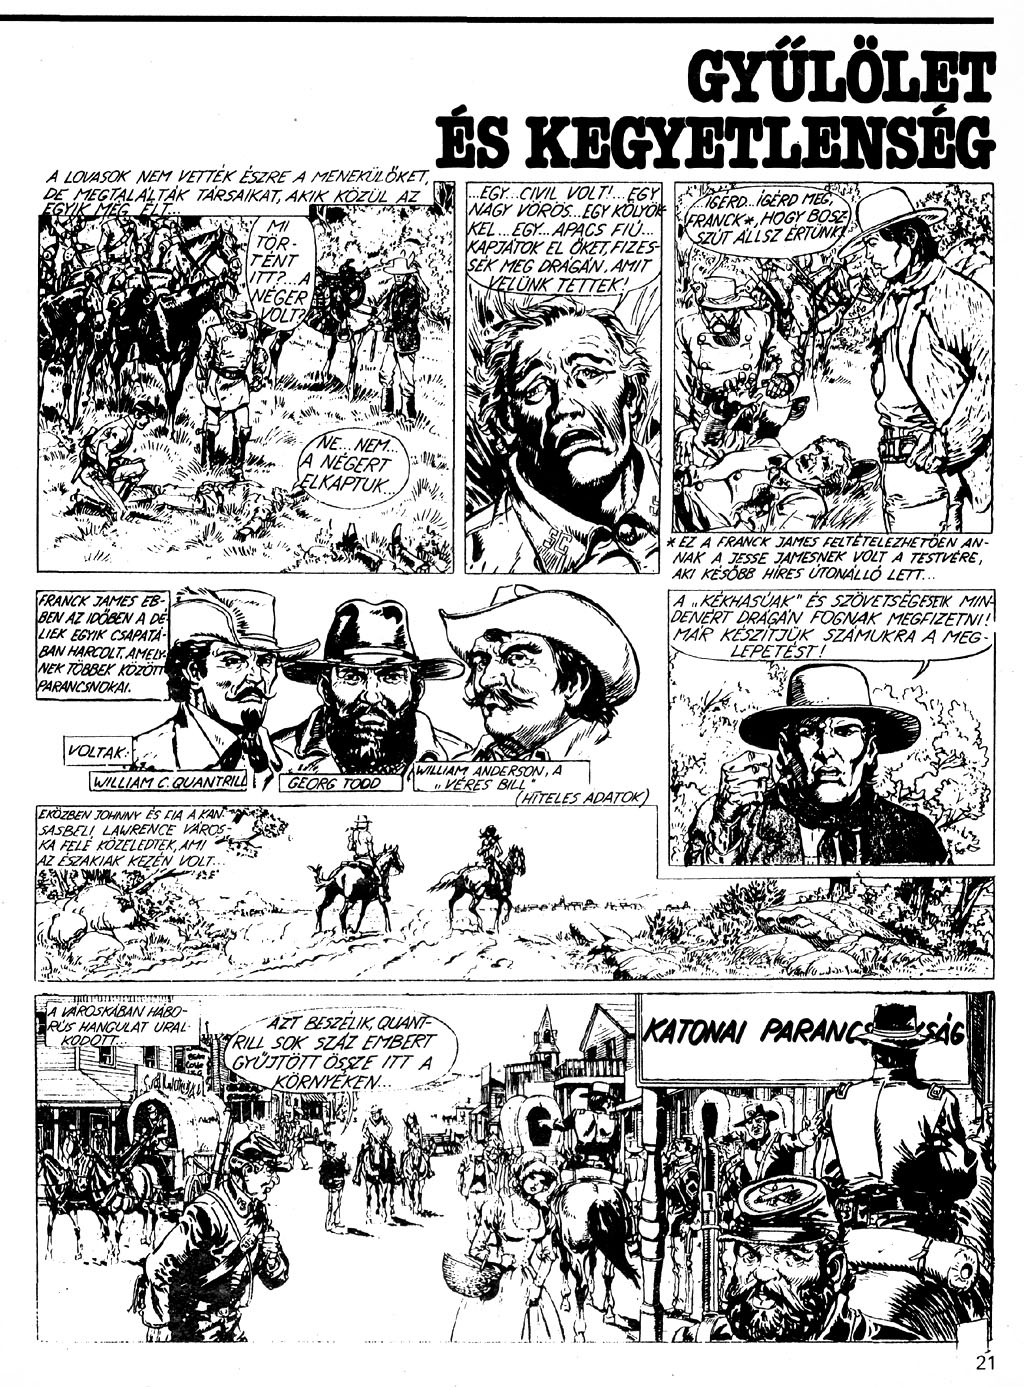 GYŰLÖLET
ÉS KEGYETLENSÉG
A LOVASOK NEM VETTÉK ÉSZRE A MENEKÜLŐKET,
DE MEGTALÁLTÁK TÁRSAIKAT, AKIK KÖZÜL AZ
EGYIK MÉG ÉLT...
MI
TÖR-
TÉNT
ITT?...A
NÉGER
VOLT?
NE...NEM...
A NÉGERT
ELKAPTUK...
...EGY...CIVIL VOLT!...EGY
NAGY VÖRÖS...EGY KÖLYÖK-
KEL...EGY...APACS FIÚ...
KAPJÁTOK EL ŐKET, FIZES-
SÉK MEG DRÁGÁN, AMIT
VELÜNK TETTEK!
ÍGÉRD...ÍGÉRD MEG,
FRANCK*, HOGY BOSZ-
SZÚT ÁLLSZ ÉRTÜNK!
* EZ A FRANCK JAMES FELTÉTELEZHETŐEN AN-
NAK A JESSE JAMESNEK VOLT A TESTVÉRE,
AKI KÉSŐBB HÍRES ÚTONÁLLÓ LETT...
FRANCK JAMES EB-
BEN AZ IDŐBEN A DÉ-
LIEK EGYIK CSAPATÁ-
BAN HARCOLT, AMELY-
NEK TÖBBEK KÖZÖTT
PARANCSNOKAI.
VOLTAK:
WILLIAM C. QUANTRILL
GEORG TODD
WILLIAM ANDERSON, A
„VÉRES BILL
(HITELES ADATOK)
A „KÉKHASÚAK" ÉS SZÖVETSÉGESEIK MIN-
DENÉRT DRÁGÁN FOGNAK MEGFIZETNI!
MÁR KÉSZÍTJÜK SZÁMUKRA A MEG-
LEPETÉST!
EKÖZBEN JOHNNY ÉS FIA A KAN-
SASBELI LAWRENCE VÁROS-
KA FELÉ KÖZELEDTEK, AMI
AZ ÉSZAKIAK KEZÉN VOLT...
A VÁROSKÁBAN HÁBO-
RÚS HANGULAT URAL-
KODOTT...
AZT BESZÉLIK, QUANT-
RILL SOK SZÁZ EMBERT
GYŰJTÖTT ÖSSZE ITT A
KÖRNYÉKEN...
KATONAI PARANCS SÁG
21